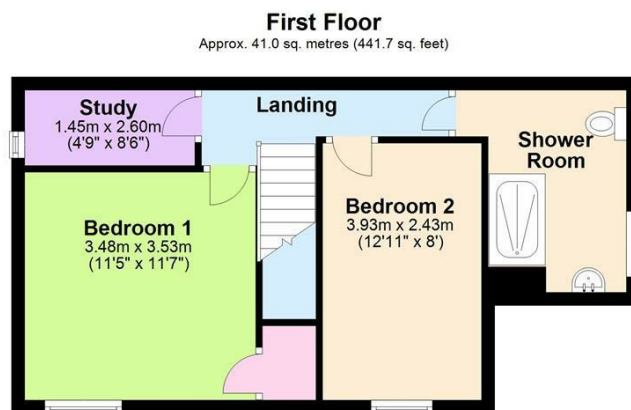 First Floor
Approx. 41.0 sq. metres (441.7 sq. feet)
Study
1.45m x 2.60m
(4'9" x 8'6")
Landing
Shower
Room
Bedroom 1
3.48m x 3.53m
(11'5" x 11'7")
Bedroom 2
3.93m x 2.43m
(12'11" x 8')